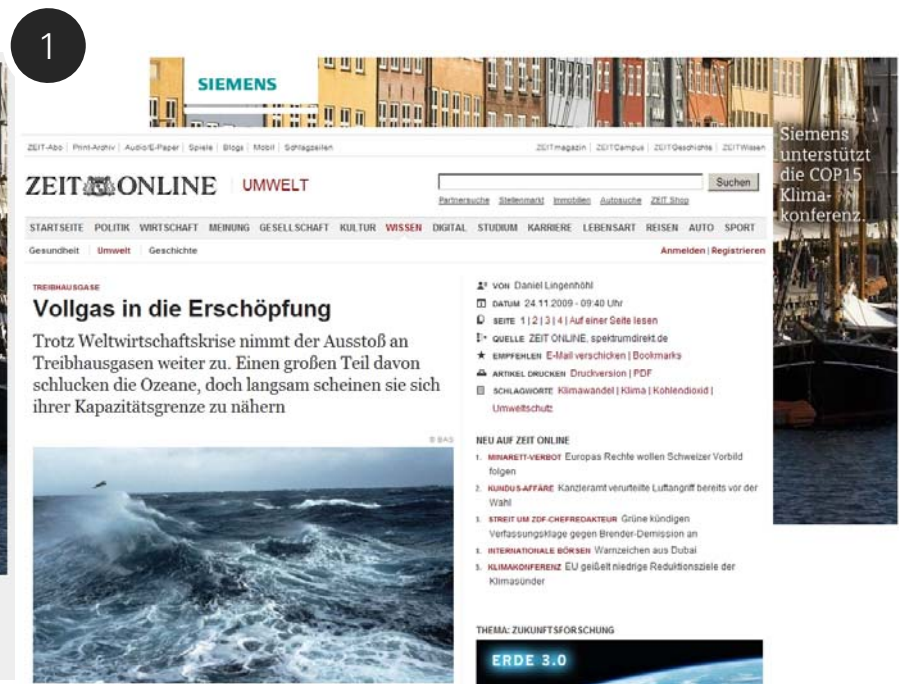 1
SIEMENS
Siemens
unterstützt
die COP15
Klima-
konferenz.
ZEIT-Abo | Print-Archiv | Audio/E-Paper | Spiele | Blogs | Mobil | Schlagzeilen
ZEITmagazin | ZEITCampus | ZEITGeschichte | ZEITWissen
ZEIT ONLINE UMWELT
Suchen
Partnersuche Stellenmarkt Immobilien Autosuche ZEIT Shop
STARTSEITE POLITIK WIRTSCHAFT MEINUNG GESELLSCHAFT KULTUR WISSEN DIGITAL STUDIUM KARRIERE LEBENSART REISEN AUTO SPORT
Gesundheit Umwelt Geschichte
Anmelden | Registrieren
TREIBHAUSGASE
Vollgas in die Erschöpfung
Trotz Weltwirtschaftskrise nimmt der Ausstoß an
Treibhausgasen weiter zu. Einen großen Teil davon
schlucken die Ozeane, doch langsam scheinen sie sich
ihrer Kapazitätsgrenze zu nähern
© BAS
VON Daniel Lingenhöhl
DATUM 24.11.2009 - 09:40 Uhr
SEITE 1 | 2 | 3 | 4 | Auf einer Seite lesen
QUELLE ZEIT ONLINE, spektrumdirekt.de
EMPFEHLEN E-Mail verschicken | Bookmarks
ARTIKEL DRUCKEN Druckversion | PDF
SCHLAGWORTE Klimawandel | Klima | Kohlendioxid |
Umweltschutz
NEU AUF ZEIT ONLINE
1. MINARETT-VERBOT Europas Rechte wollen Schweizer Vorbild
folgen
2. KUNDUS-AFFÄRE Kanzleramt verurteilte Luftangriff bereits vor der
Wahl
3. STREIT UM ZDF-CHEFREDAKTEUR Grüne kündigen
Verfassungsklage gegen Brender-Demission an
4. INTERNATIONALE BÖRSEN Warnzeichen aus Dubai
5. KLIMAKONFERENZ EU geißelt niedrige Reduktionsziele der
Klimasünder
THEMA: ZUKUNFTSFORSCHUNG
ERDE 3.0